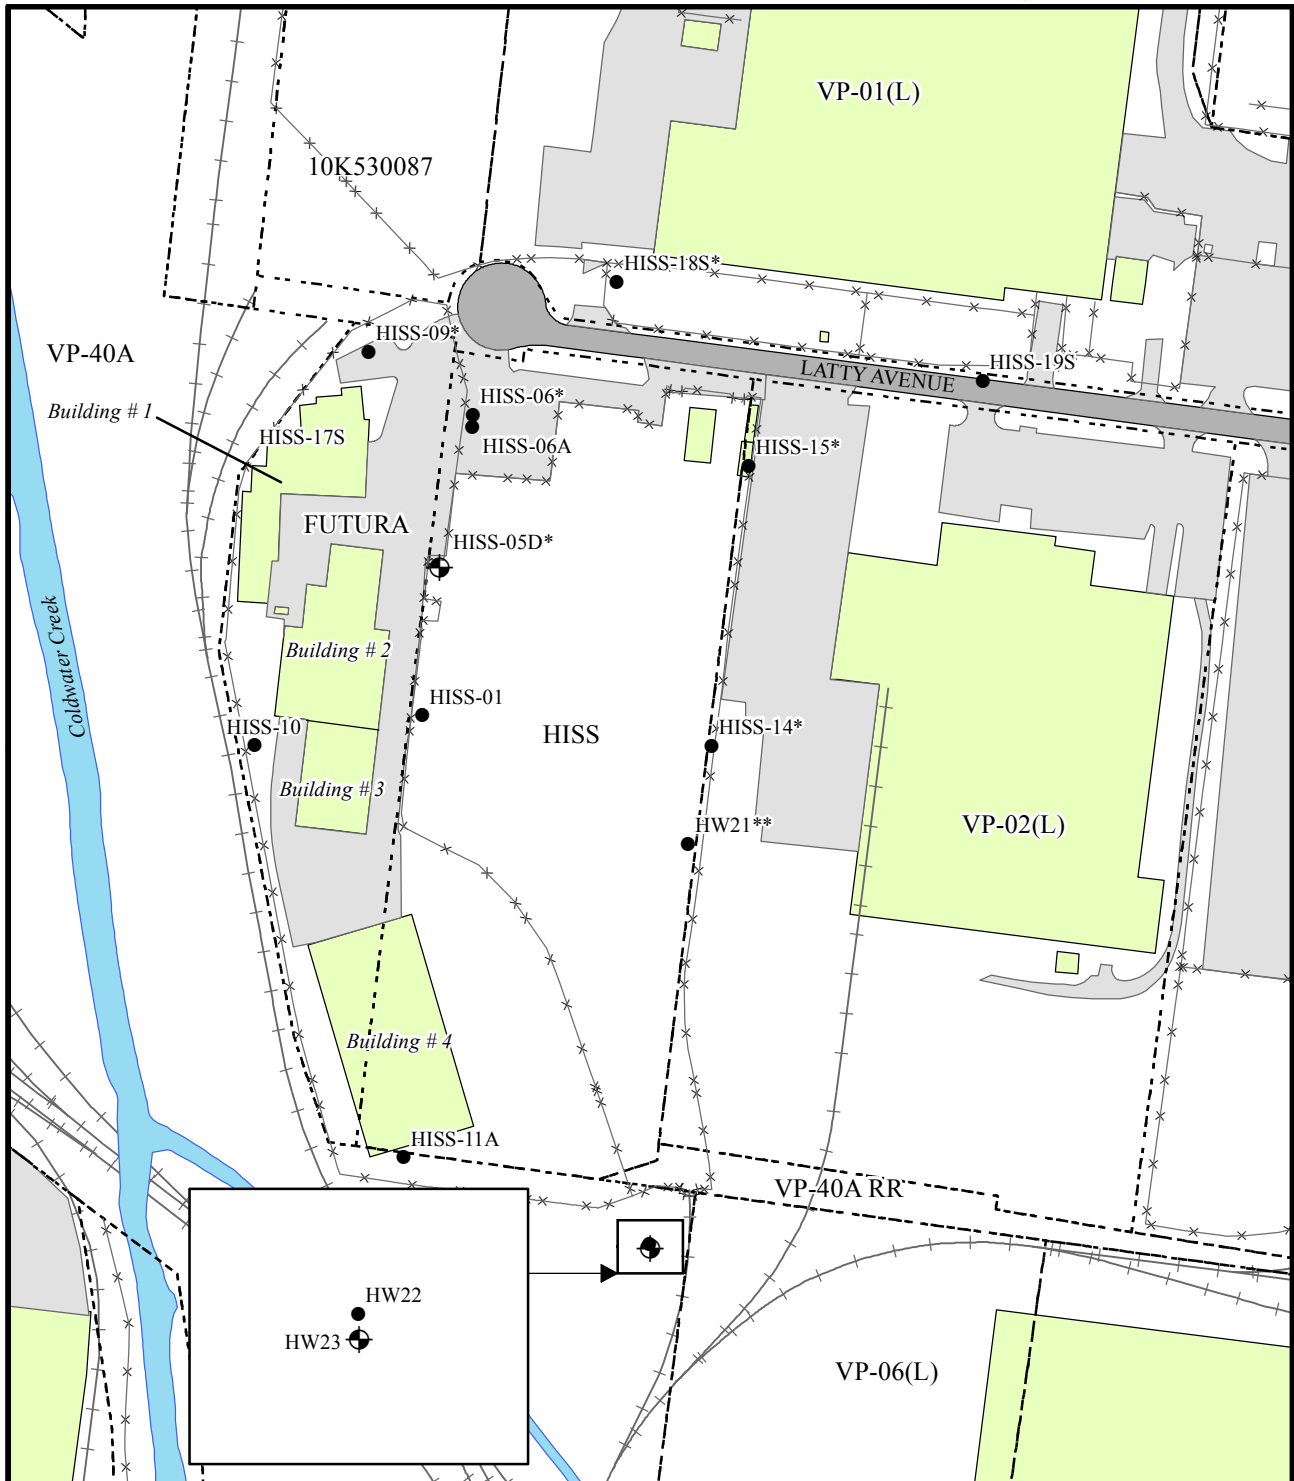 VP-01(L)
10K530087
HISS-18S*
HISS-09*
VP-40A
HISS-19S
LATTY AVENUE
HISS-06*
Building # 1
HISS-17S
HISS-06A
HISS-15*
FUTURA
HISS-05D*
Coldwater Creek
Building # 2
HISS-01
HISS-10
HISS
HISS-14*
Building # 3
HW21**
VP-02(L)
Building # 4
HISS-11A
VP-40A RR
HW22
HW23
VP-06(L)